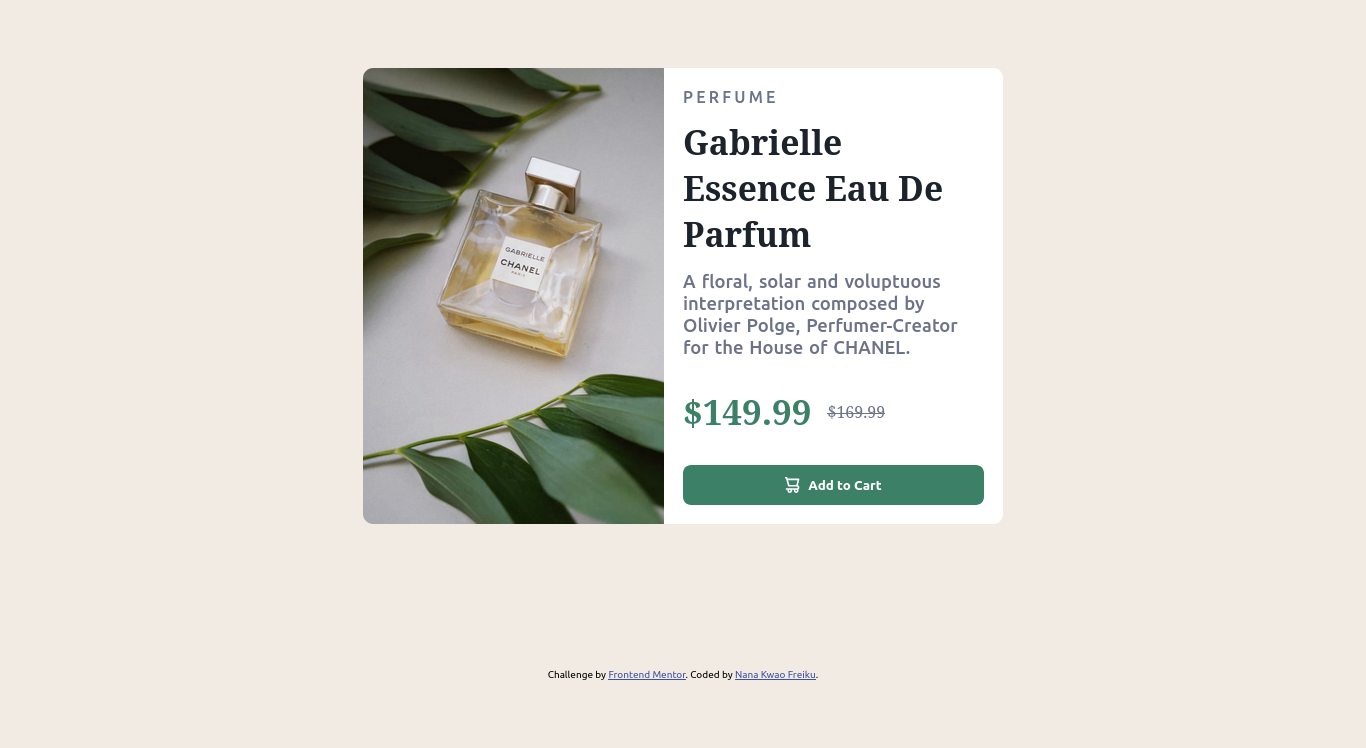 PERFUME
Gabrielle
Essence Eau De
Parfum
A floral, solar and voluptuous
interpretation composed by
Olivier Polge, Perfumer-Creator
for the House of CHANEL.
$149.99 $169.99
Add to Cart
GABRIELLE
CHANEL
PARIS
Challenge by Frontend Mentor. Coded by Nana Kwao Freiku.